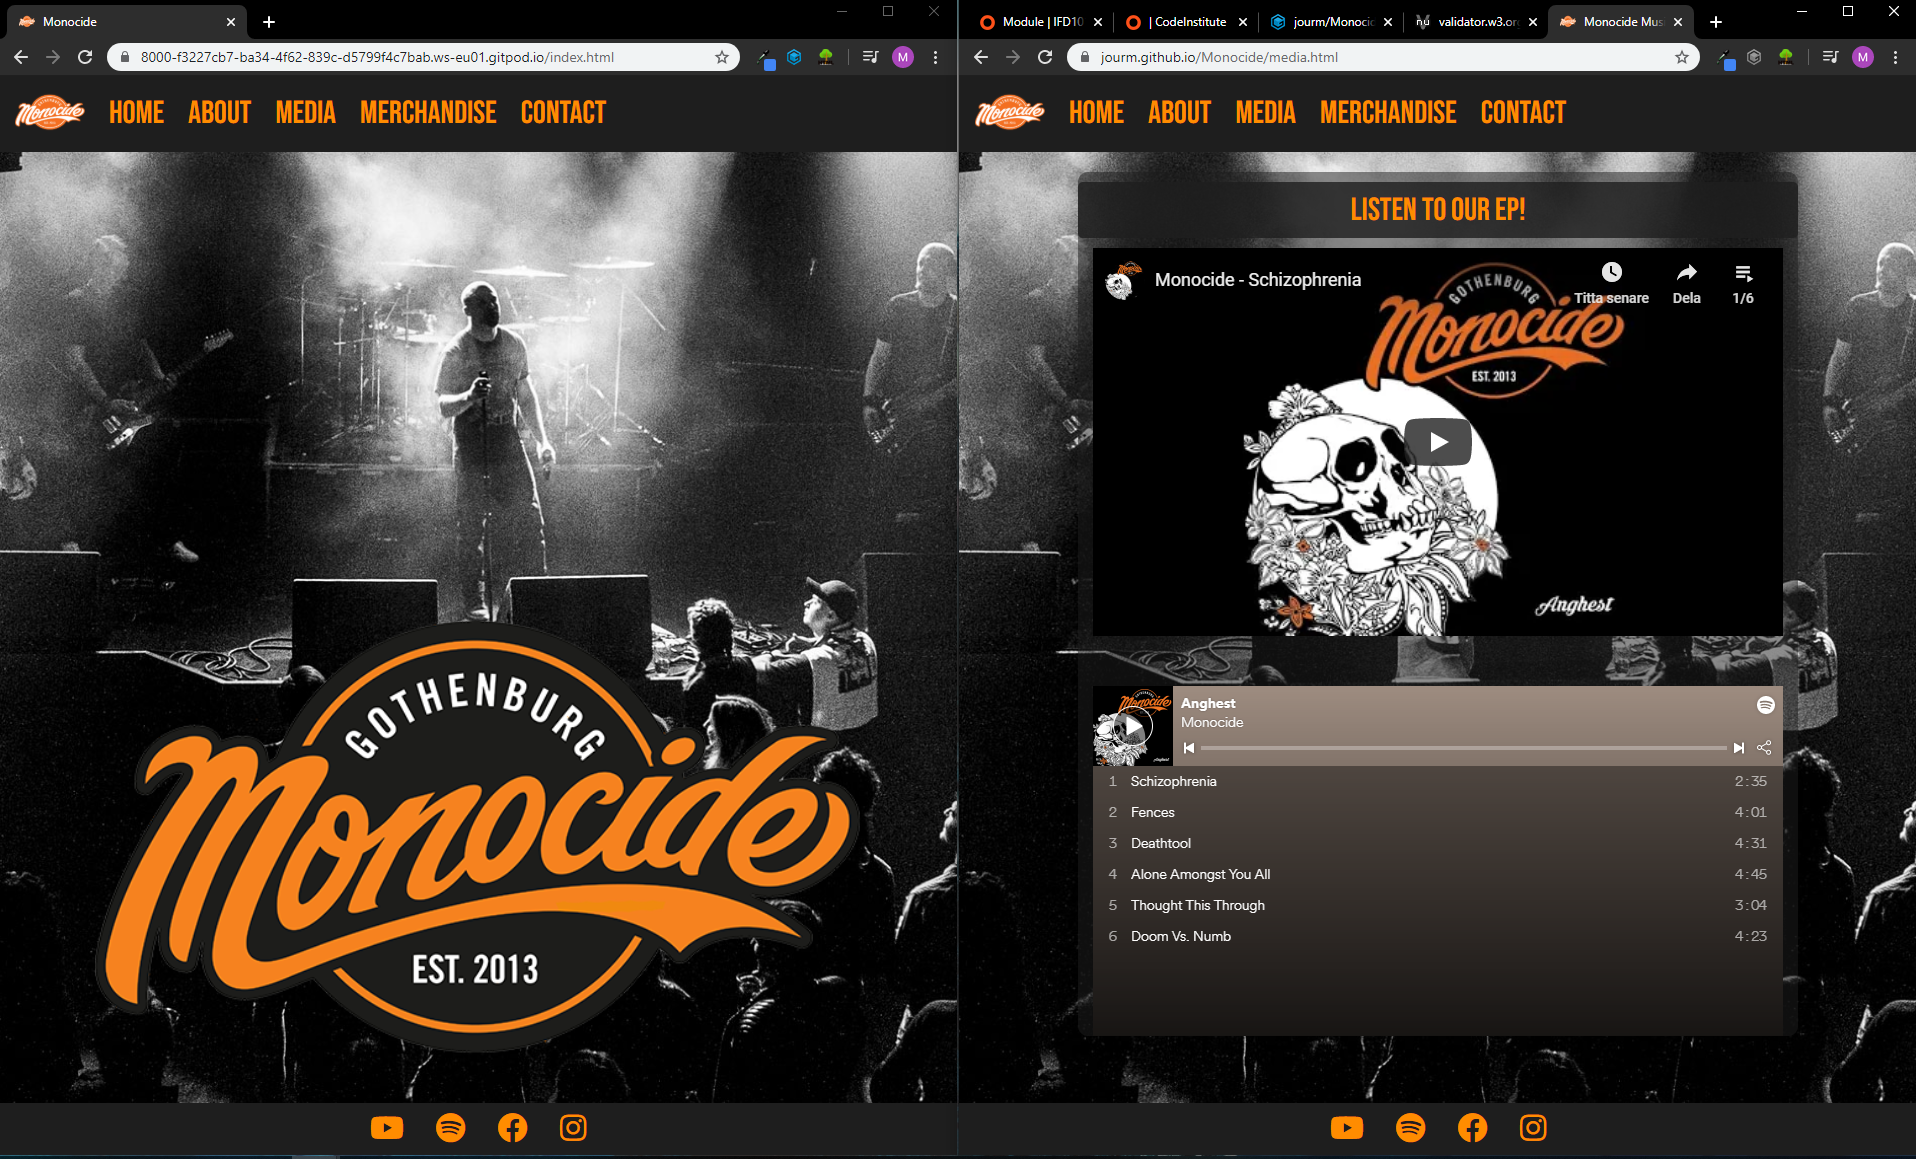 Monocide
8000-f3227cb7-ba34-4f62-839c-d5799f4c7bab.ws-eu01.gitpod.io/index.html
M
Monocide
HOME
ABOUT
MEDIA
MERCHANDISE
CONTACT
GOTHENBURG
Monocide
EST. 2013
Module | IFD10
| CodeInstitute
jourm/Monocid
validator.w3.or
Monocide Mus
jourm.github.io/Monocide/media.html
M
Monocide
HOME
ABOUT
MEDIA
MERCHANDISE
CONTACT
LISTEN TO OUR EP!
Monocide - Schizophrenia
Titta senare
Dela
1/6
GOTHENBURG
Monocide
EST. 2013
Anghest
Anghest
Monocide
1 Schizophrenia 2:35
2 Fences 4:01
3 Deathtool 4:31
4 Alone Amongst You All 4:45
5 Thought This Through 3:04
6 Doom Vs. Numb 4:23